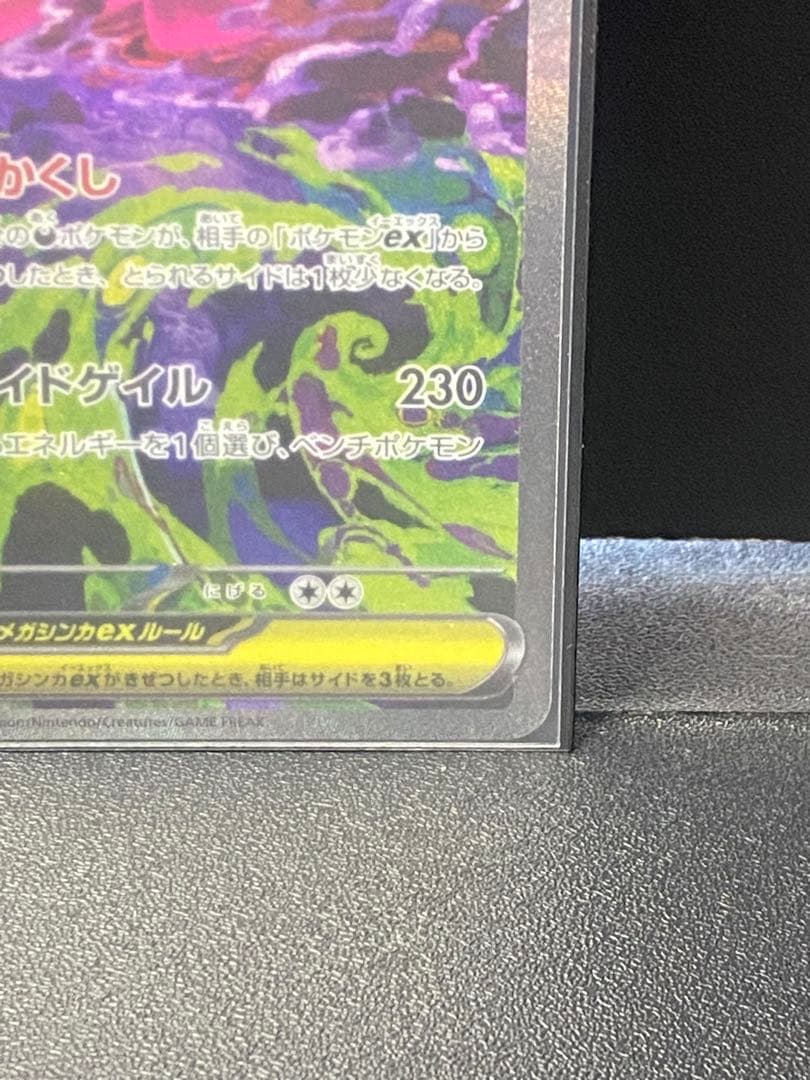 かくし
の ポケモンが、相手の「ポケモンex」から
したとき、とられるサイドは1枚少なくなる。
イドゲイル 230
エネルギーを1個選び、ベンチポケモン
にげる
メガシンカexルール
ガシンカexがきぜつしたとき、相手はサイドを3枚とる。
mon/Nintendo/Creatures/GAME FREAK